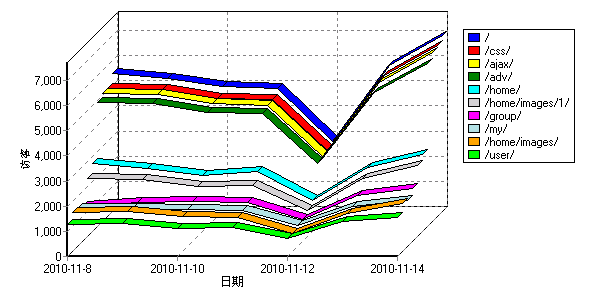 /
/css/
/ajax/
/adv/
/home/
/home/images/1/
/group/
/my/
/home/images/
/user/
7,000
6,000
5,000
4,000
3,000
2,000
1,000
0
访客
2010-11-8
2010-11-10
2010-11-12
2010-11-14
日期